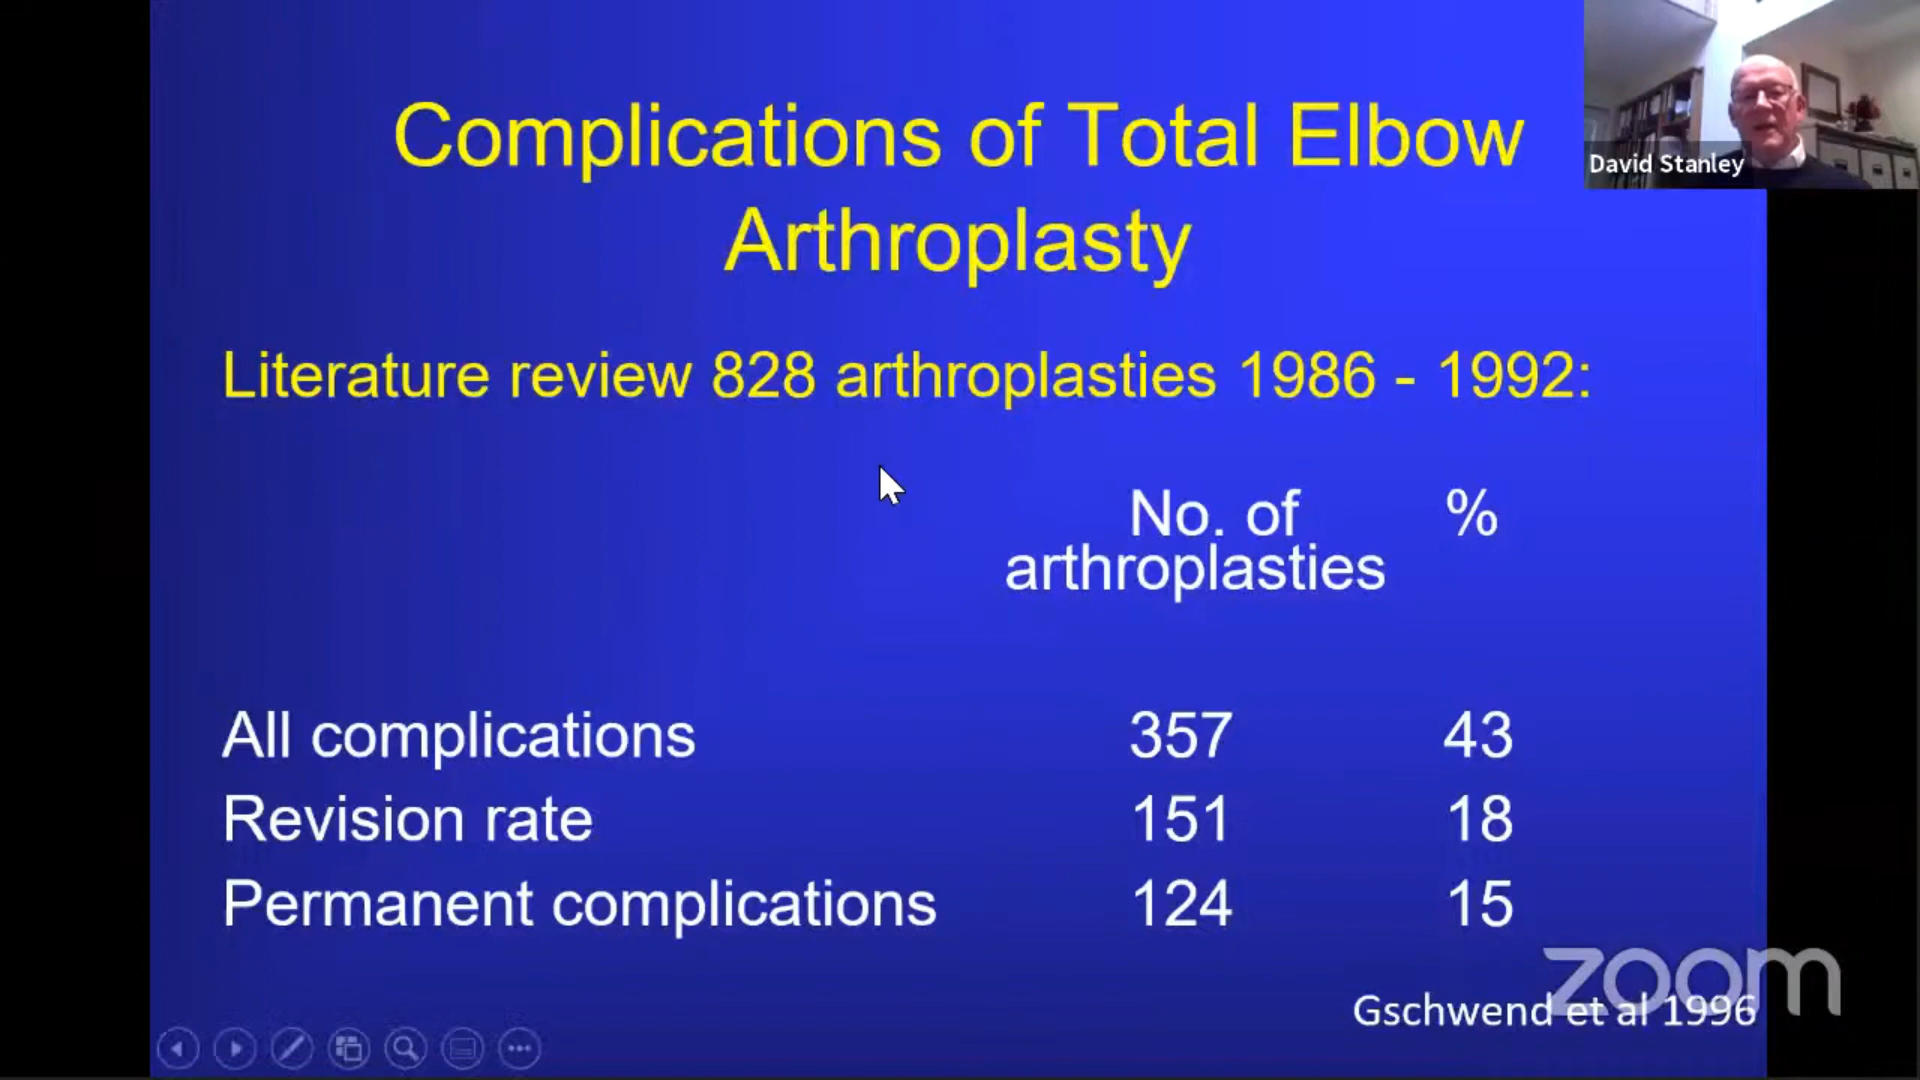 Complications of Total Elbow
Arthroplasty
David Stanley
Literature review 828 arthroplasties 1986 - 1992:
No. of %
arthroplasties
All complications 357 43
Revision rate 151 18
Permanent complications 124 15
zoom
Gschwend et al 1996